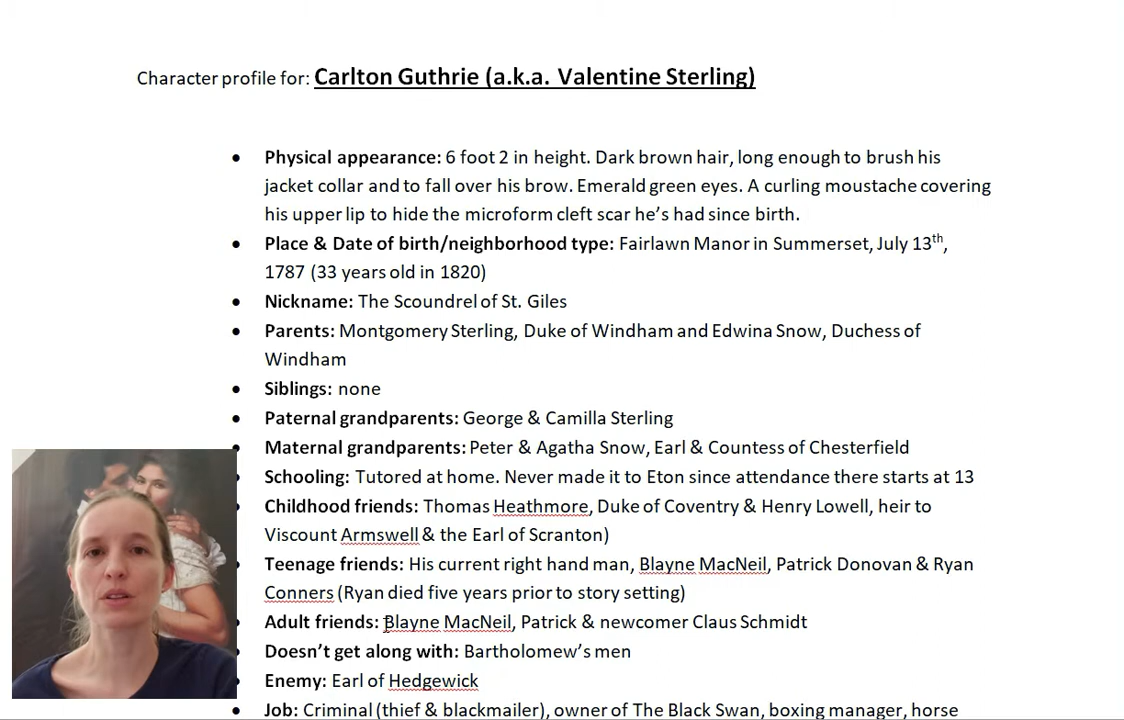 Character profile for: Carlton Guthrie (a.k.a. Valentine Sterling)
• Physical appearance: 6 foot 2 in height. Dark brown hair, long enough to brush his
jacket collar and to fall over his brow. Emerald green eyes. A curling moustache covering
his upper lip to hide the microform cleft scar he’s had since birth.
• Place & Date of birth/neighborhood type: Fairlawn Manor in Summerset, July 13th,
1787 (33 years old in 1820)
• Nickname: The Scoundrel of St. Giles
• Parents: Montgomery Sterling, Duke of Windham and Edwina Snow, Duchess of
Windham
• Siblings: none
• Paternal grandparents: George & Camilla Sterling
• Maternal grandparents: Peter & Agatha Snow, Earl & Countess of Chesterfield
• Schooling: Tutored at home. Never made it to Eton since attendance there starts at 13
• Childhood friends: Thomas Heathmore, Duke of Coventry & Henry Lowell, heir to
Viscount Armswell & the Earl of Scranton)
• Teenage friends: His current right hand man, Blayne MacNeil, Patrick Donovan & Ryan
Conners (Ryan died five years prior to story setting)
• Adult friends: Blayne MacNeil, Patrick & newcomer Claus Schmidt
• Doesn’t get along with: Bartholomew’s men
• Enemy: Earl of Hedgewick
• Job: Criminal (thief & blackmailer), owner of The Black Swan, boxing manager, horse